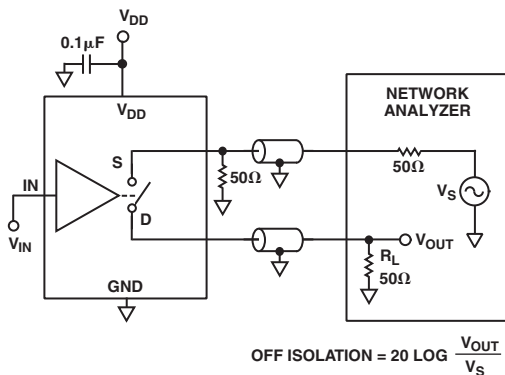 V_DD
0.1µF
V_DD
NETWORK
ANALYZER
S
50Ω
50Ω
IN
V_S
D
V_IN
V_OUT
R_L
50Ω
GND
OFF ISOLATION = 20 LOG V_OUT / V_S